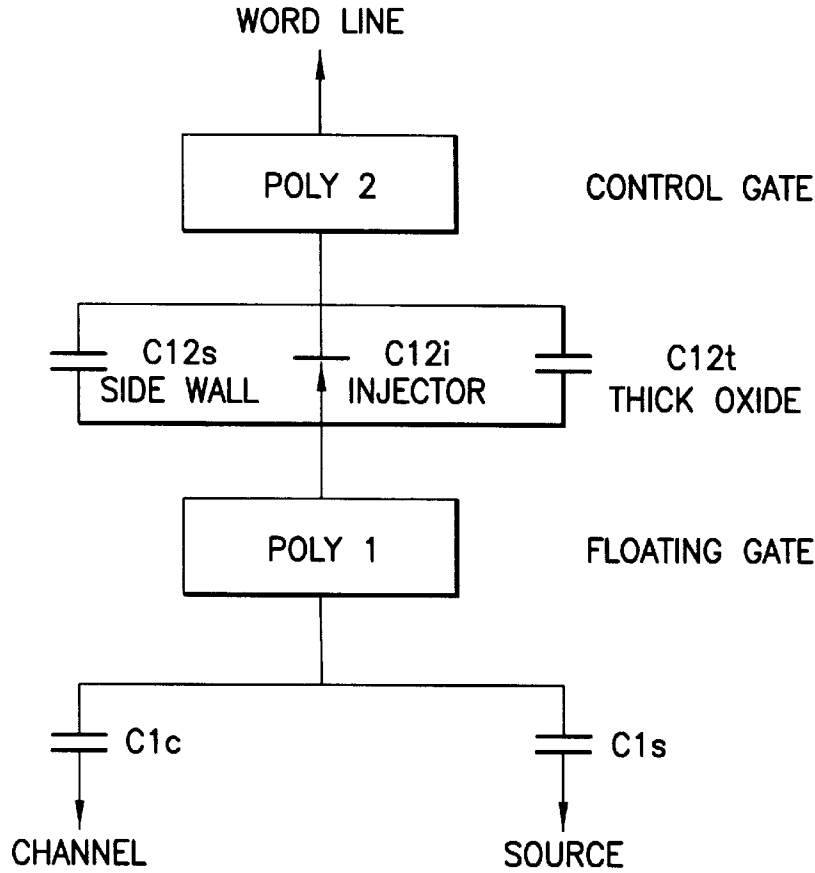 WORD LINE
POLY 2
CONTROL GATE
C12s
SIDE WALL
C12i
INJECTOR
C12t
THICK OXIDE
POLY 1
FLOATING GATE
C1c
C1s
CHANNEL
SOURCE